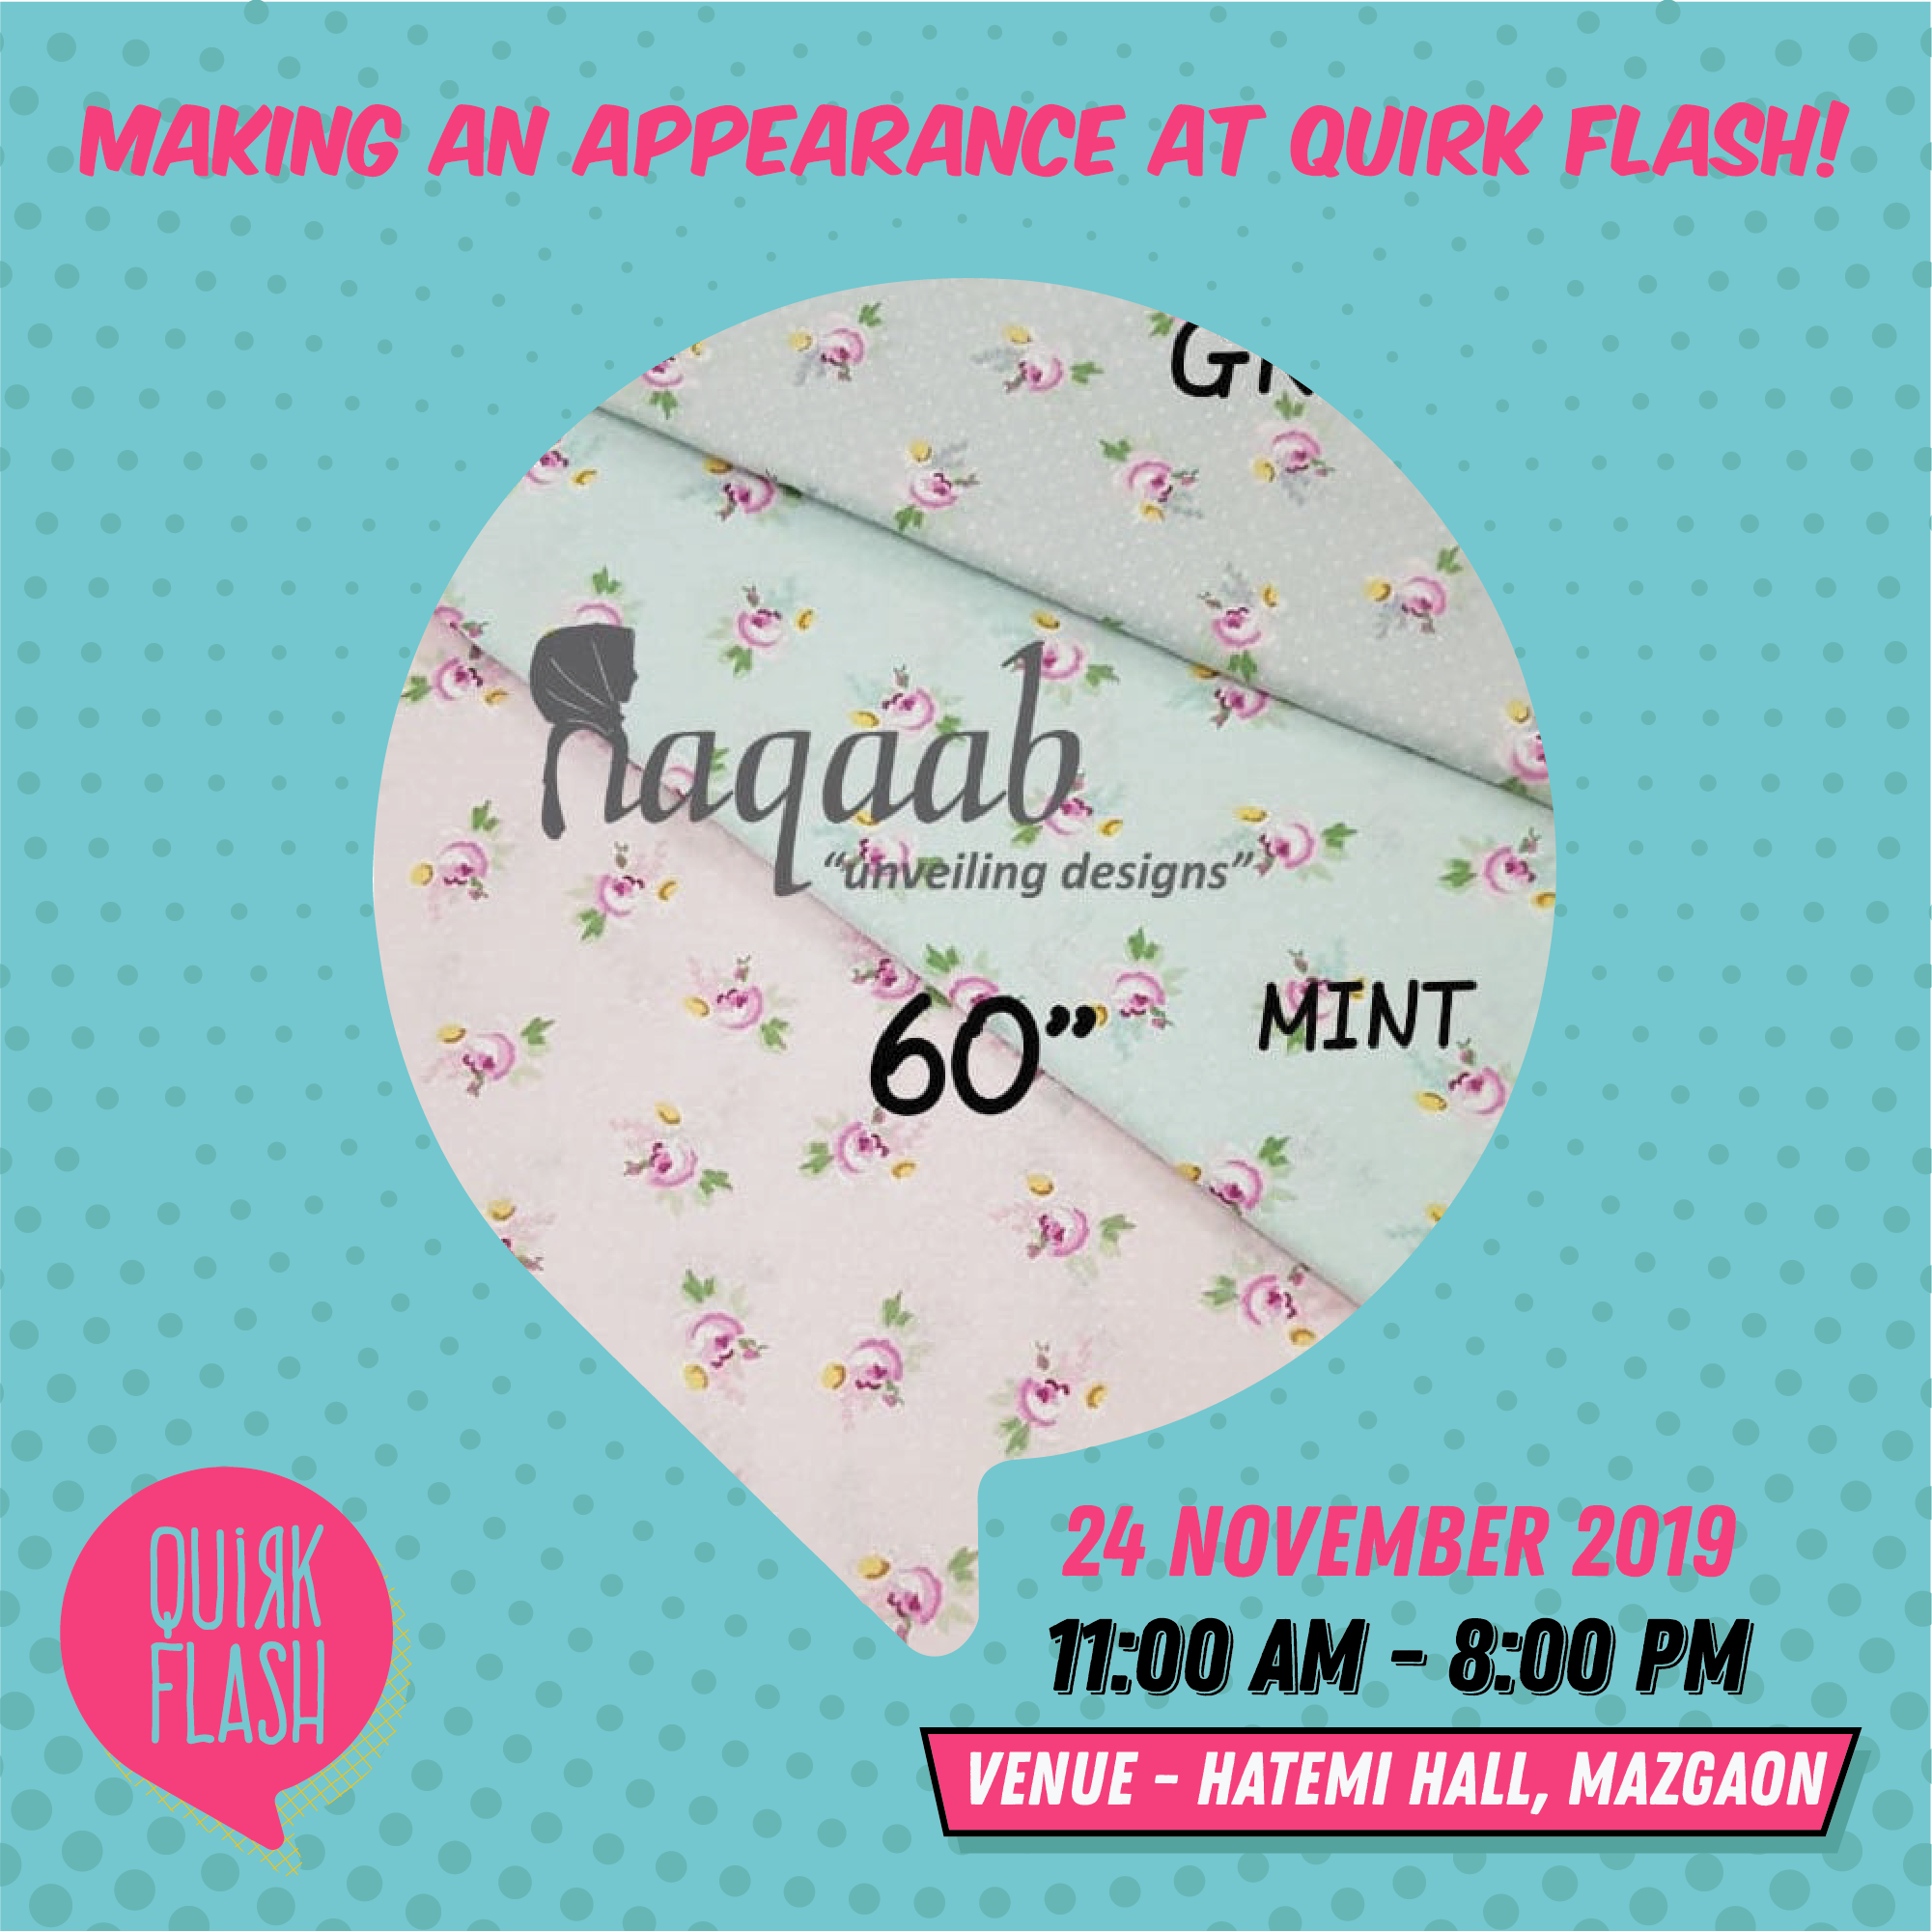 MAKING AN APPEARANCE AT QUIRK FLASH!
naqaab
“unveiling designs”
60”
MINT
QUiRK
FLASH
24 NOVEMBER 2019
11:00 AM - 8:00 PM
VENUE - HATEMI HALL, MAZGAON